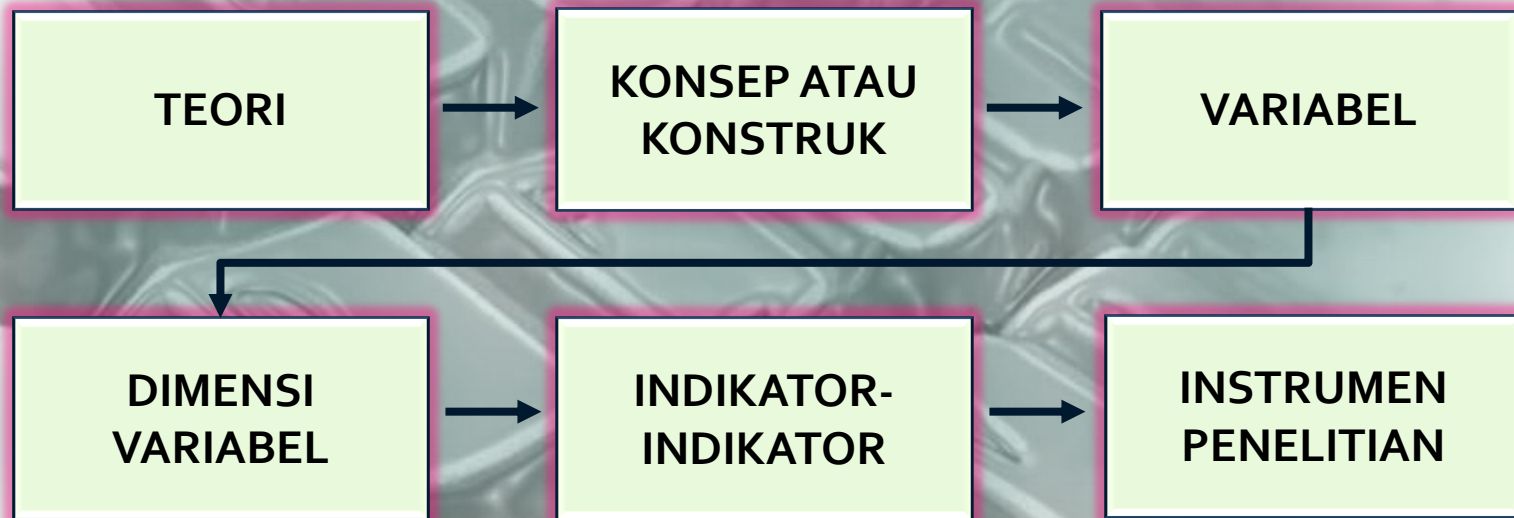 TEORI
KONSEP ATAU
KONSTRUK
VARIABEL
DIMENSI
VARIABEL
INDIKATOR-
INDIKATOR
INSTRUMEN
PENELITIAN